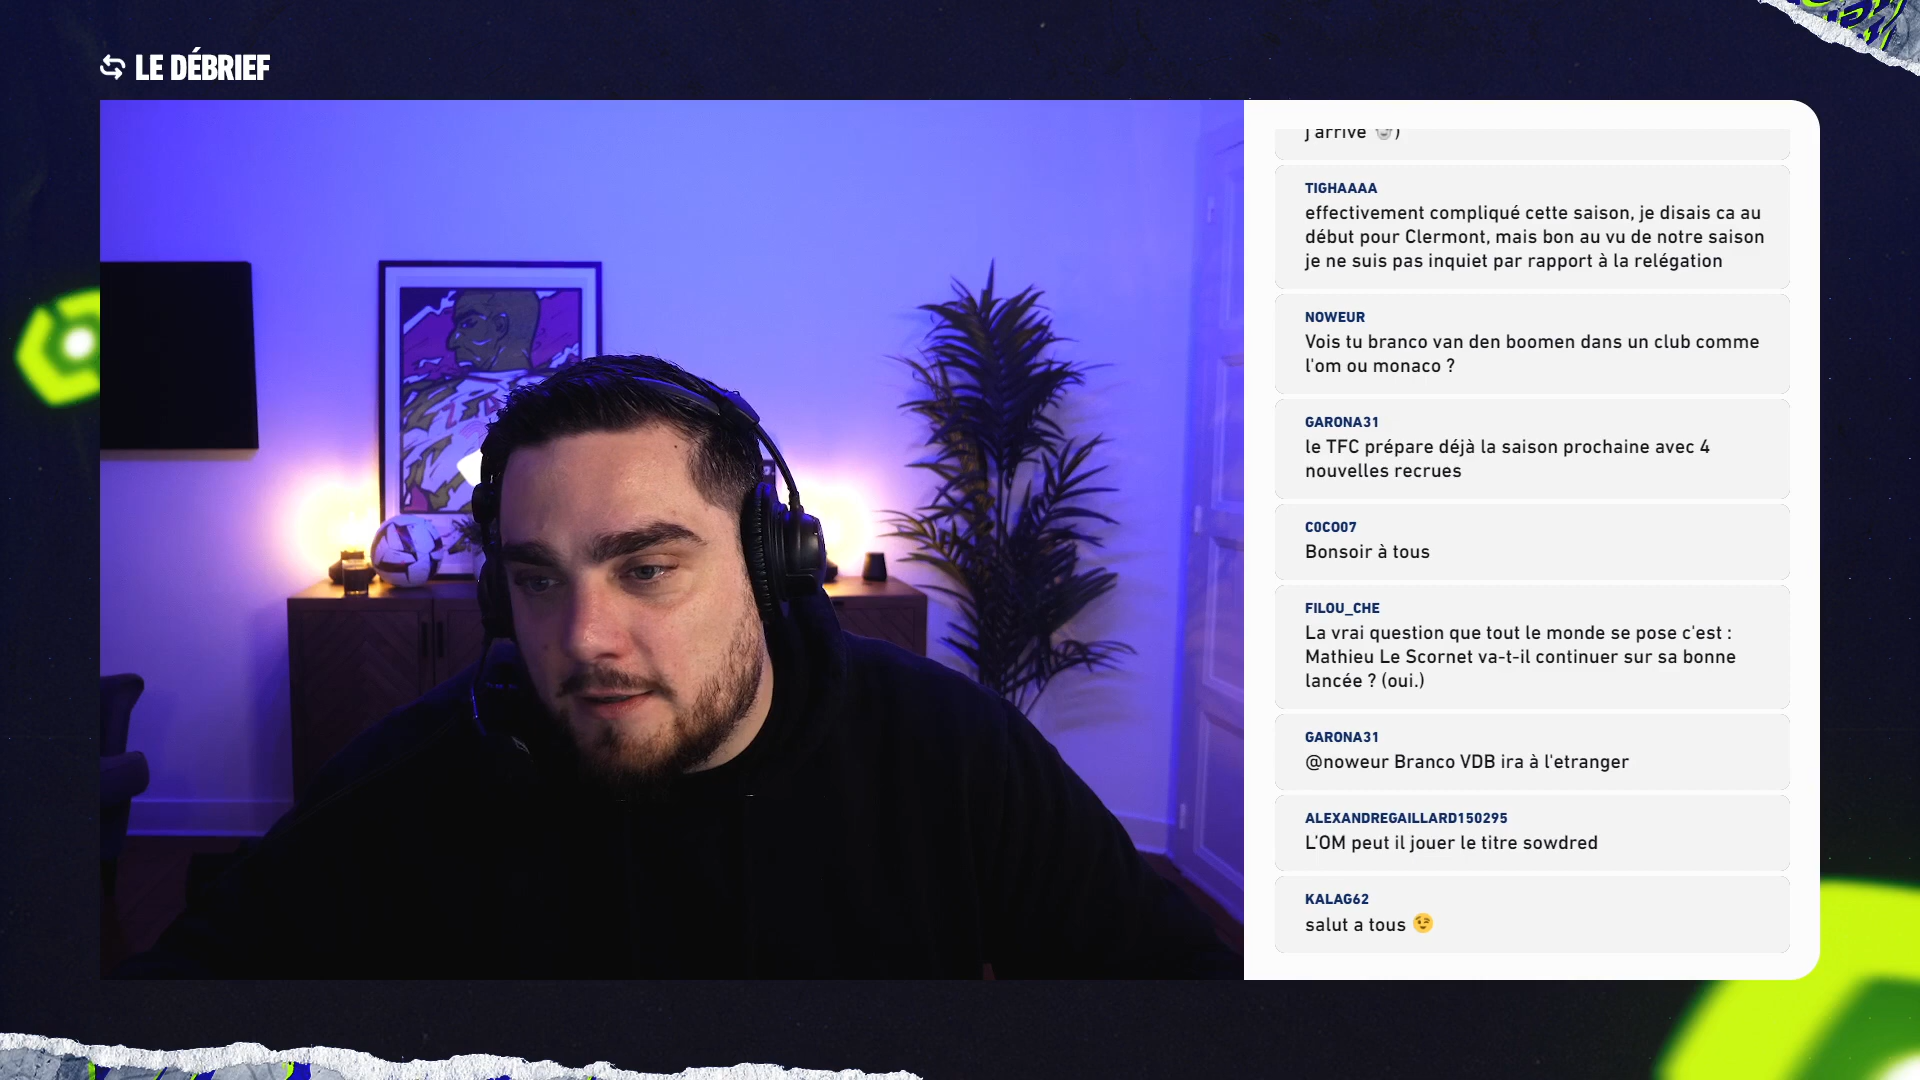 LE DÉBRIEF
j'arrive )
TIGHAAAA
effectivement compliqué cette saison, je disais ca au
début pour Clermont, mais bon au vu de notre saison
je ne suis pas inquiet par rapport à la relégation
NOWEUR
Vois tu branco van den boomen dans un club comme
l'om ou monaco ?
GARONA31
le TFC prépare déjà la saison prochaine avec 4
nouvelles recrues
C0CO07
Bonsoir à tous
FILOU_CHE
La vrai question que tout le monde se pose c'est :
Mathieu Le Scornet va-t-il continuer sur sa bonne
lancée ? (oui.)
GARONA31
@noweur Branco VDB ira à l'etranger
ALEXANDREGAILLARD150295
L'OM peut il jouer le titre sowdred
KALAG62
salut a tous 😉